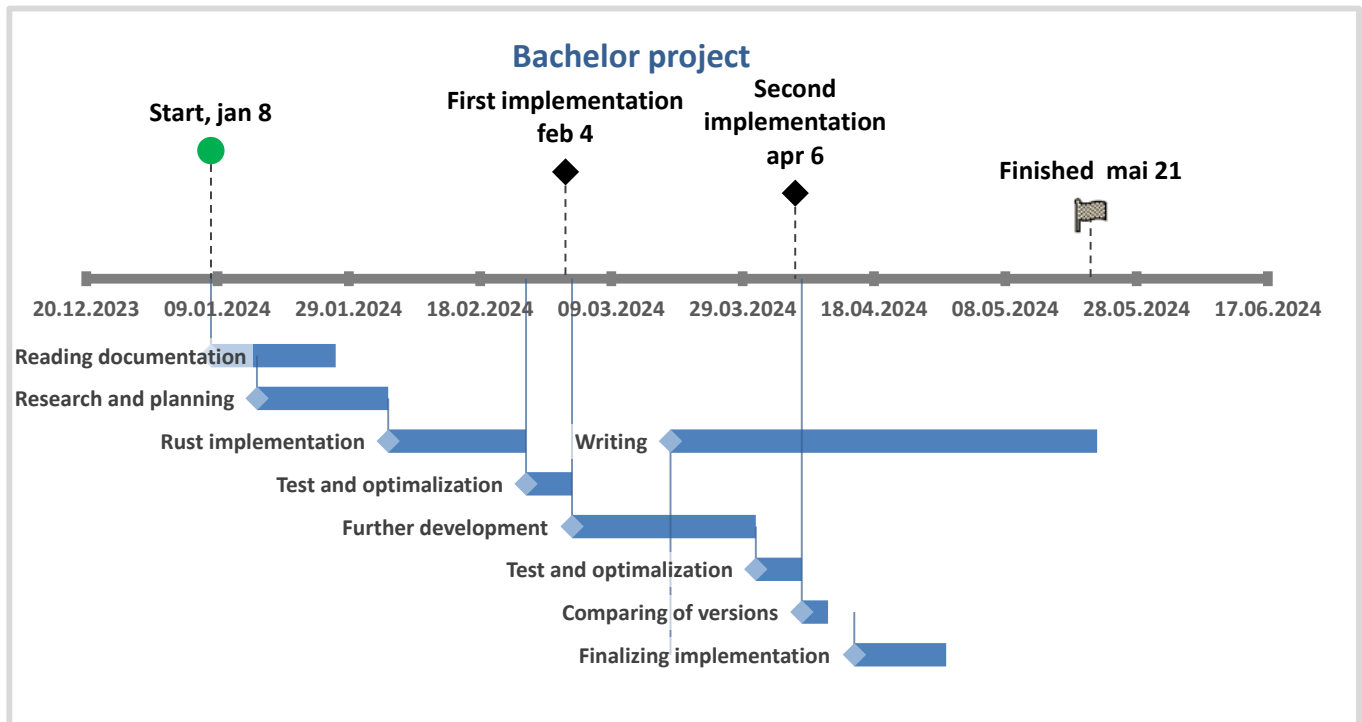 Bachelor project
Start, jan 8
First implementation
feb 4
Second
implementation
apr 6
Finished  mai 21
20.12.2023
09.01.2024
29.01.2024
18.02.2024
09.03.2024
29.03.2024
18.04.2024
08.05.2024
28.05.2024
17.06.2024
Reading documentation
Research and planning
Rust implementation
Writing
Test and optimalization
Further development
Test and optimalization
Comparing of versions
Finalizing implementation